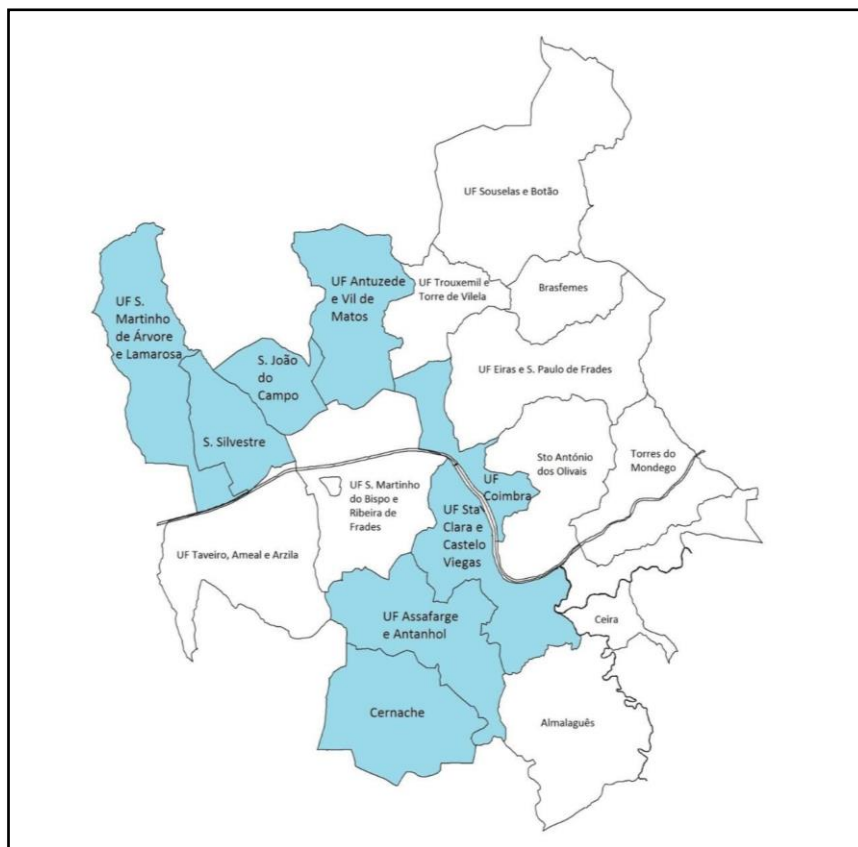 UF Souselas e Botão
UF Antuzede
e Vil de
Matos
UF Trouxemil e
Torre de Vilela
Brasfemes
UF S.
Martinho
de Árvore
e Lamarosa
S. João
do
Campo
UF Eiras e S. Paulo de Frades
S. Silvestre
Sto António
dos Olivais
Torres do
Mondego
UF S. Martinho
do Bispo e
Ribeira de
Frades
UF
Coimbra
UF Sta
Clara e
Castelo
Viegas
UF Taveiro, Ameal e Arzila
UF Assafarge
e Antanhol
Ceira
Cernache
Almalaguês